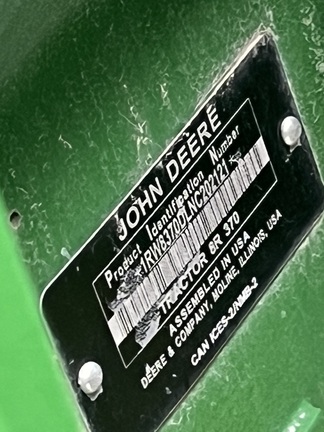 JOHN DEERE
Product Identification Number
*1RW8370RLNC202121*
TRACTOR 8R 370
ASSEMBLED IN USA
DEERE & COMPANY, MOLINE, ILLINOIS, USA
CAN ICES-2/NMB-2